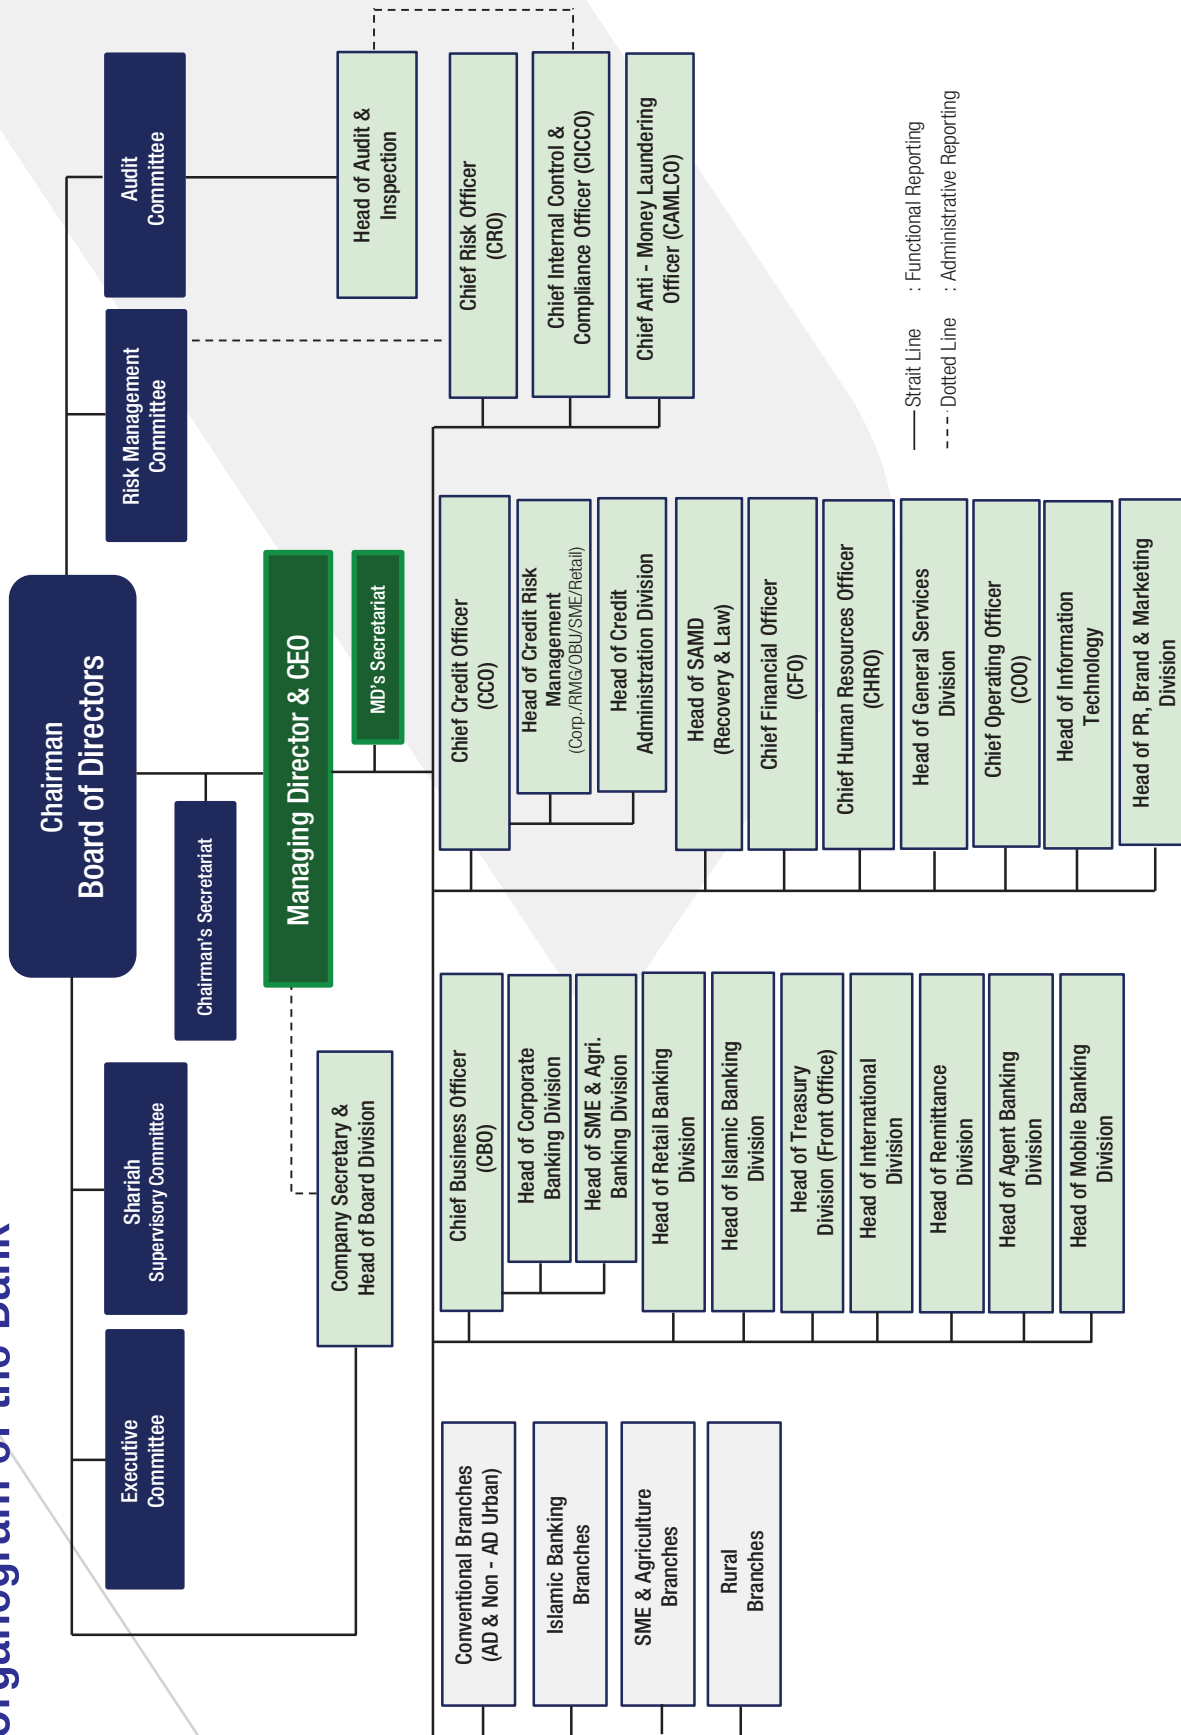 Organogram of the Bank
Chairman
Board of Directors
Executive
Committee
Shariah
Supervisory Committee
Risk Management
Committee
Audit
Committee
Chairman's Secretariat
Managing Director & CEO
MD's Secretariat
Company Secretary &
Head of Board Division
Head of Audit &
Inspection
Conventional Branches
(AD & Non - AD Urban)
Islamic Banking
Branches
SME & Agriculture
Branches
Rural
Branches
Chief Business Officer
(CBO)
Head of Corporate
Banking Division
Head of SME & Agri.
Banking Division
Head of Retail Banking
Division
Head of Islamic Banking
Division
Head of Treasury
Division (Front Office)
Head of International
Division
Head of Remittance
Division
Head of Agent Banking
Division
Head of Mobile Banking
Division
Chief Credit Officer
(CCO)
Head of Credit Risk
Management
(Corp./RMG/OBU/SME/Retail)
Head of Credit
Administration Division
Head of SAMD
(Recovery & Law)
Chief Financial Officer
(CFO)
Chief Human Resources Officer
(CHRO)
Head of General Services
Division
Chief Operating Officer
(COO)
Head of Information
Technology
Head of PR, Brand & Marketing
Division
Chief Risk Officer
(CRO)
Chief Internal Control &
Compliance Officer (CICCO)
Chief Anti - Money Laundering
Officer (CAMLCO)
Strait Line : Functional Reporting
Dotted Line : Administrative Reporting